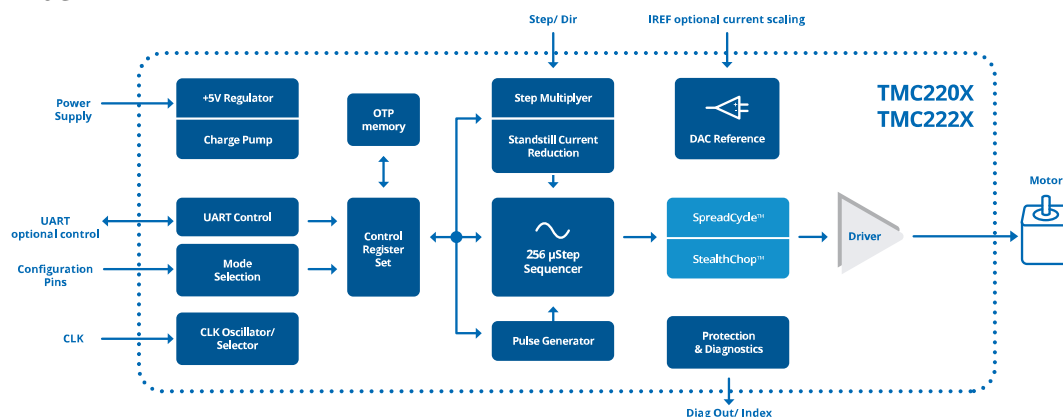 Step/ Dir
IREF optional current scaling
TMC220X
TMC222X
Power
Supply
+5V Regulator
Charge Pump
OTP
memory
Step Multiplyer
Standstill Current
Reduction
DAC Reference
Motor
UART
optional control
UART Control
Configuration
Pins
Mode
Selection
Control
Register
Set
256 µStep
Sequencer
SpreadCycle™
StealthChop™
Driver
CLK
CLK Oscillator/
Selector
Pulse Generator
Protection
& Diagnostics
Diag Out/ Index